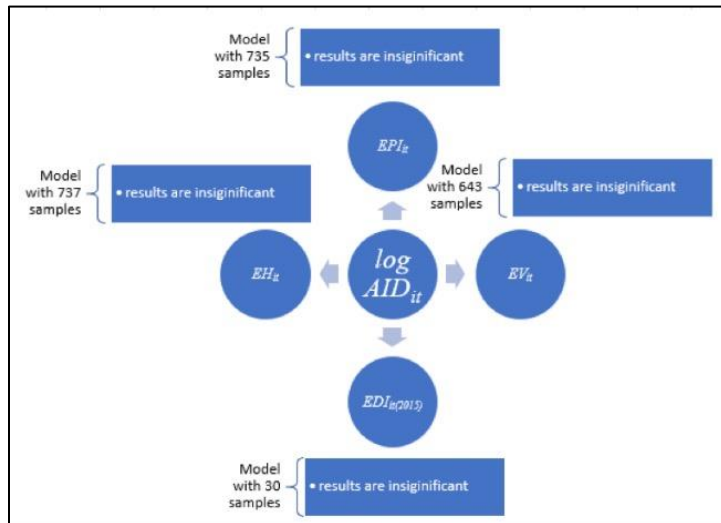 Model
with 735
samples
• results are insiginificant
EPIit
Model
with 737
samples
• results are insiginificant
Model
with 643
samples
• results are insiginificant
EHit
log
AIDit
EVit
EDIit(2015)
Model
with 30
samples
• results are insiginificant